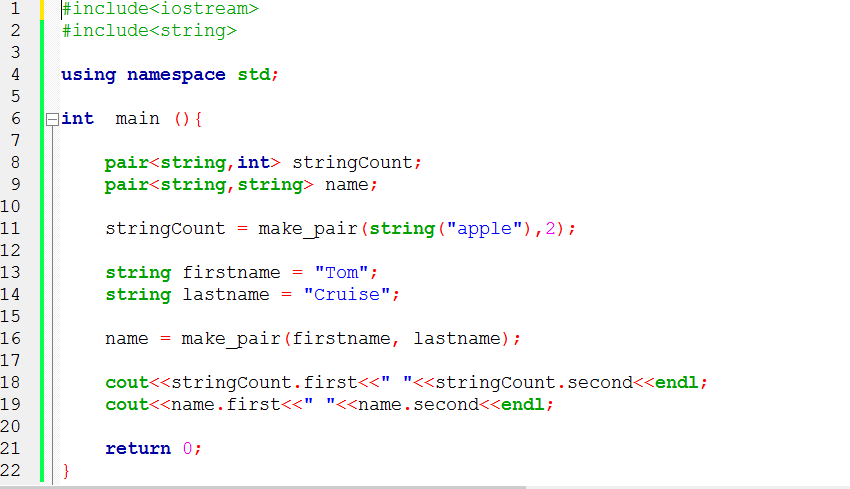 1 #include<iostream>
2 #include<string>
3
4 using namespace std;
5
6 int  main (){
7
8     pair<string,int> stringCount;
9     pair<string,string> name;
10
11     stringCount = make_pair(string("apple"),2);
12
13     string firstname = "Tom";
14     string lastname = "Cruise";
15
16     name = make_pair(firstname, lastname);
17
18     cout<<stringCount.first<<" "<<stringCount.second<<endl;
19     cout<<name.first<<" "<<name.second<<endl;
20
21     return 0;
22 }